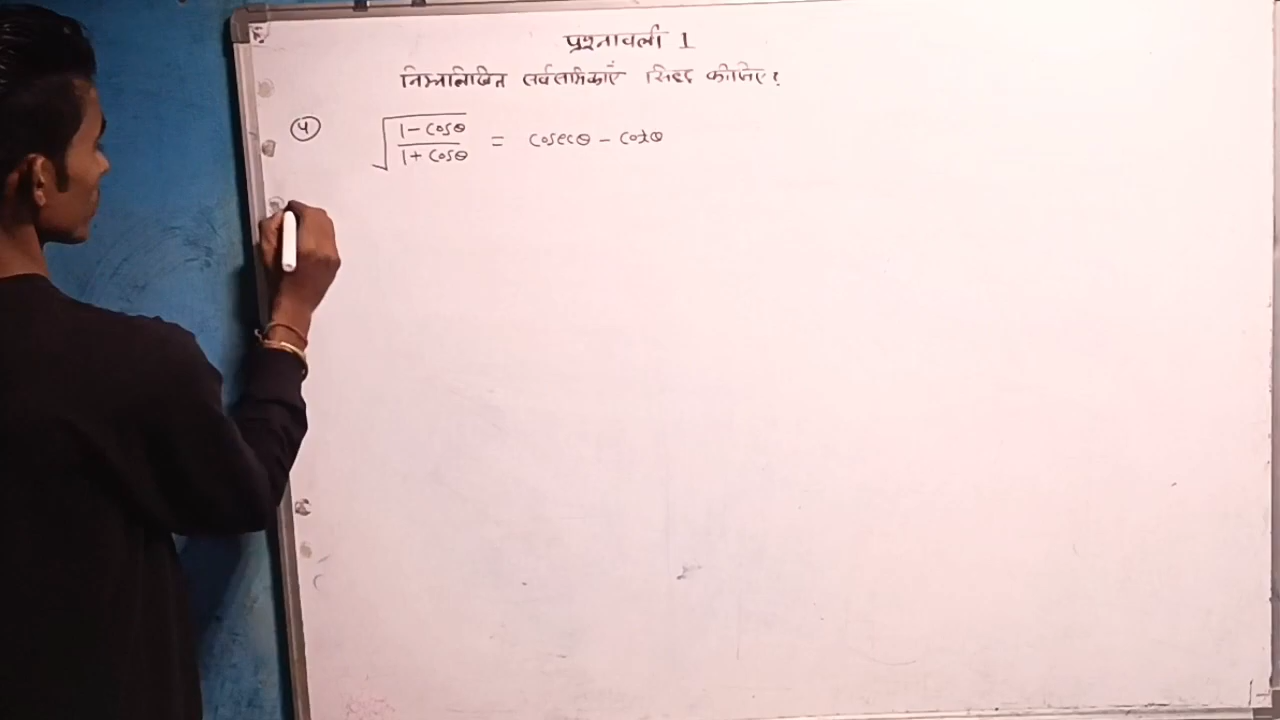 प्रश्नावली 1
निम्नलिखित सर्वसमिकाएँ सिद्ध कीजिए?
(4) √((1 - cosθ)/(1 + cosθ)) = cosecθ - cotθ